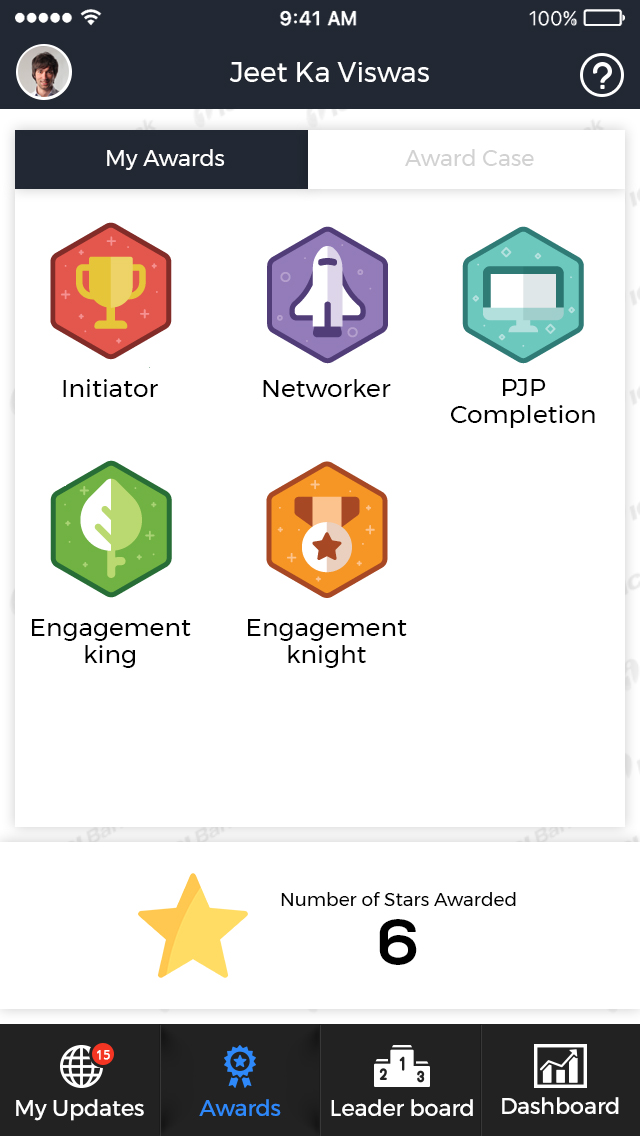 9:41 AM
100%
Jeet Ka Viswas
?
My Awards
Award Case
Initiator
Networker
PJP
Completion
Engagement
king
Engagement
knight
Number of Stars Awarded
6
15
1
2
3
My Updates
Awards
Leader board
Dashboard